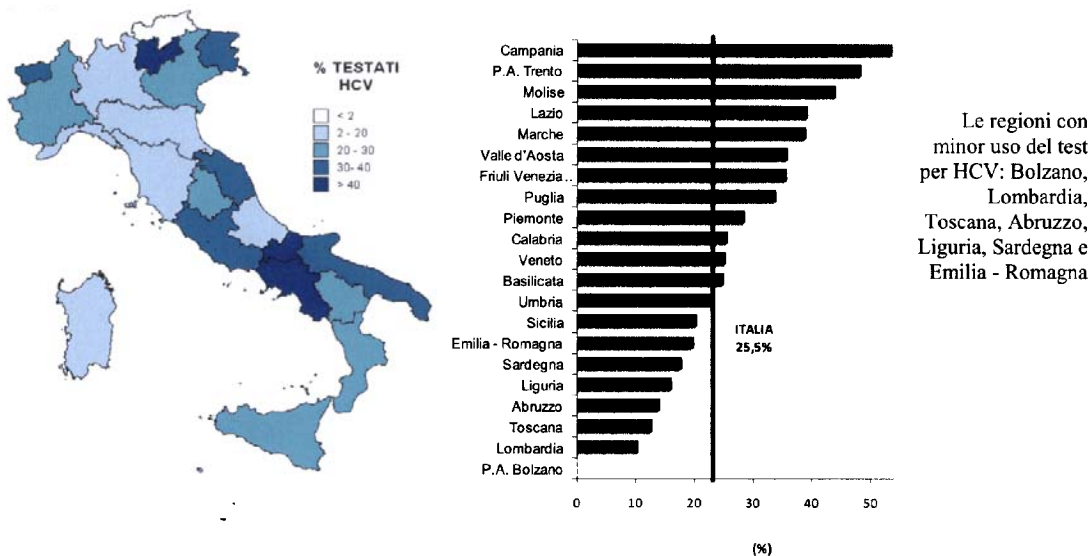 % TESTATI
HCV
< 2
2 - 20
20 - 30
30-40
> 40
Campania
P.A. Trento
Molise
Lazio
Marche
Valle d'Aosta
Friuli Venezia ..
Puglia
Piemonte
Calabria
Veneto
Basilicata
Umbria
Sicilia
Emilia - Romagna
Sardegna
Liguria
Abruzzo
Toscana
Lombardia
P.A. Bolzano
ITALIA
25,5%
0 10 20 30 40 50
(%)
Le regioni con
minor uso del test
per HCV: Bolzano,
Lombardia,
Toscana, Abruzzo,
Liguria, Sardegna e
Emilia - Romagna